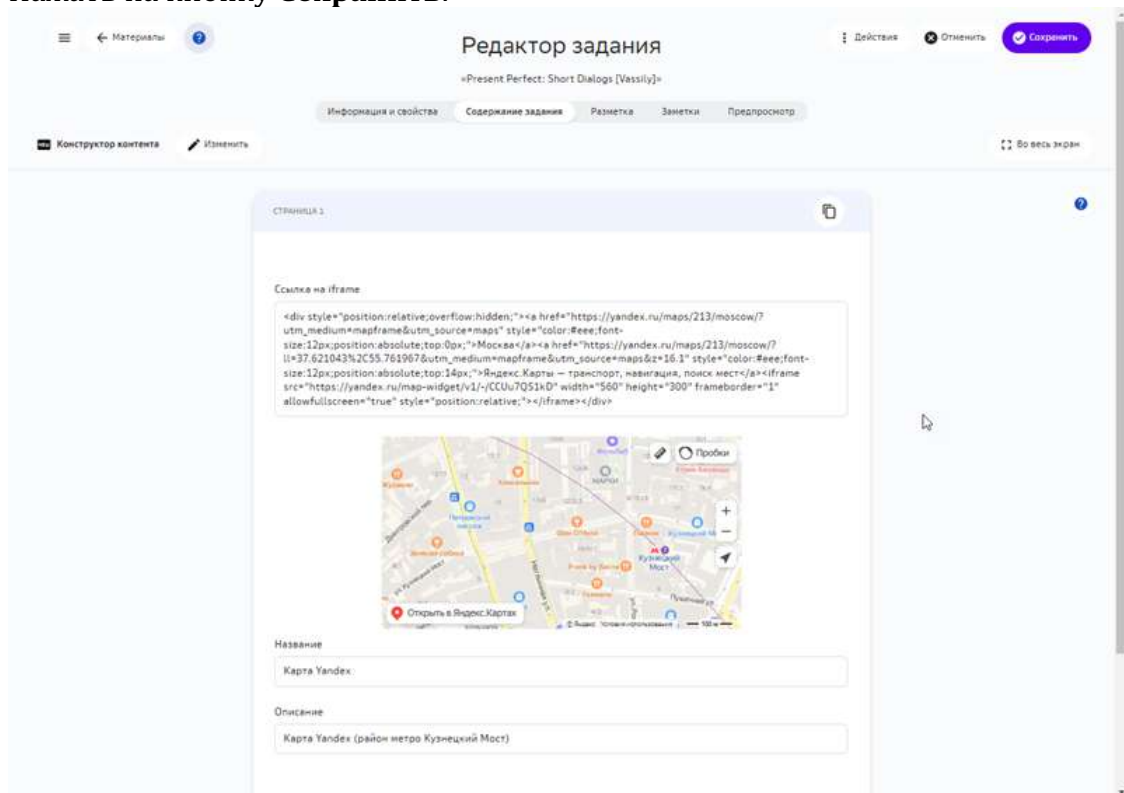 Материалы
Редактор задания
Действия
Отменить
Сохранить
«Present Perfect: Short Dialogs [Vassily]»
Информация и свойства
Содержание задания
Разметка
Заметки
Предпросмотр
Конструктор контента
Изменить
Во весь экран
СТРАНИЦА 1
Ссылка на iframe
<div style="position:relative;overflow:hidden;"><a href="https://yandex.ru/maps/213/moscow/?
utm_medium=mapframe&utm_source=maps" style="color:#eee;font-
size:12px;position:absolute;top:0px;">Москва</a><a href="https://yandex.ru/maps/213/moscow/?
ll=37.621043%2C55.761967&utm_medium=mapframe&utm_source=maps&z=16.1" style="color:#eee;font-
size:12px;position:absolute;top:14px;">Яндекс.Карты — транспорт, навигация, поиск мест</a><iframe
src="https://yandex.ru/map-widget/v1/-/CCUu7QS1kD" width="560" height="300" frameborder="1"
allowfullscreen="true" style="position:relative;"></iframe></div>
Пробки
Кузнецкий
Мост
Открыть в Яндекс.Картах
100 м
Название
Карта Yandex
Описание
Карта Yandex (район метро Кузнецкий Мост)